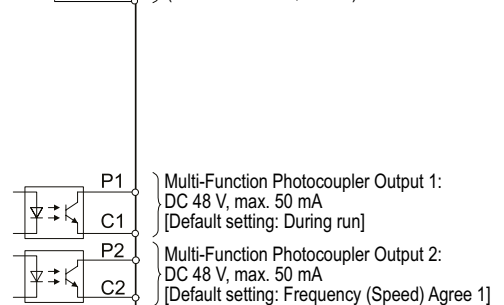 P1
Multi-Function Photocoupler Output 1:
DC 48 V, max. 50 mA
C1
[Default setting: During run]
P2
Multi-Function Photocoupler Output 2:
DC 48 V, max. 50 mA
C2
[Default setting: Frequency (Speed) Agree 1]